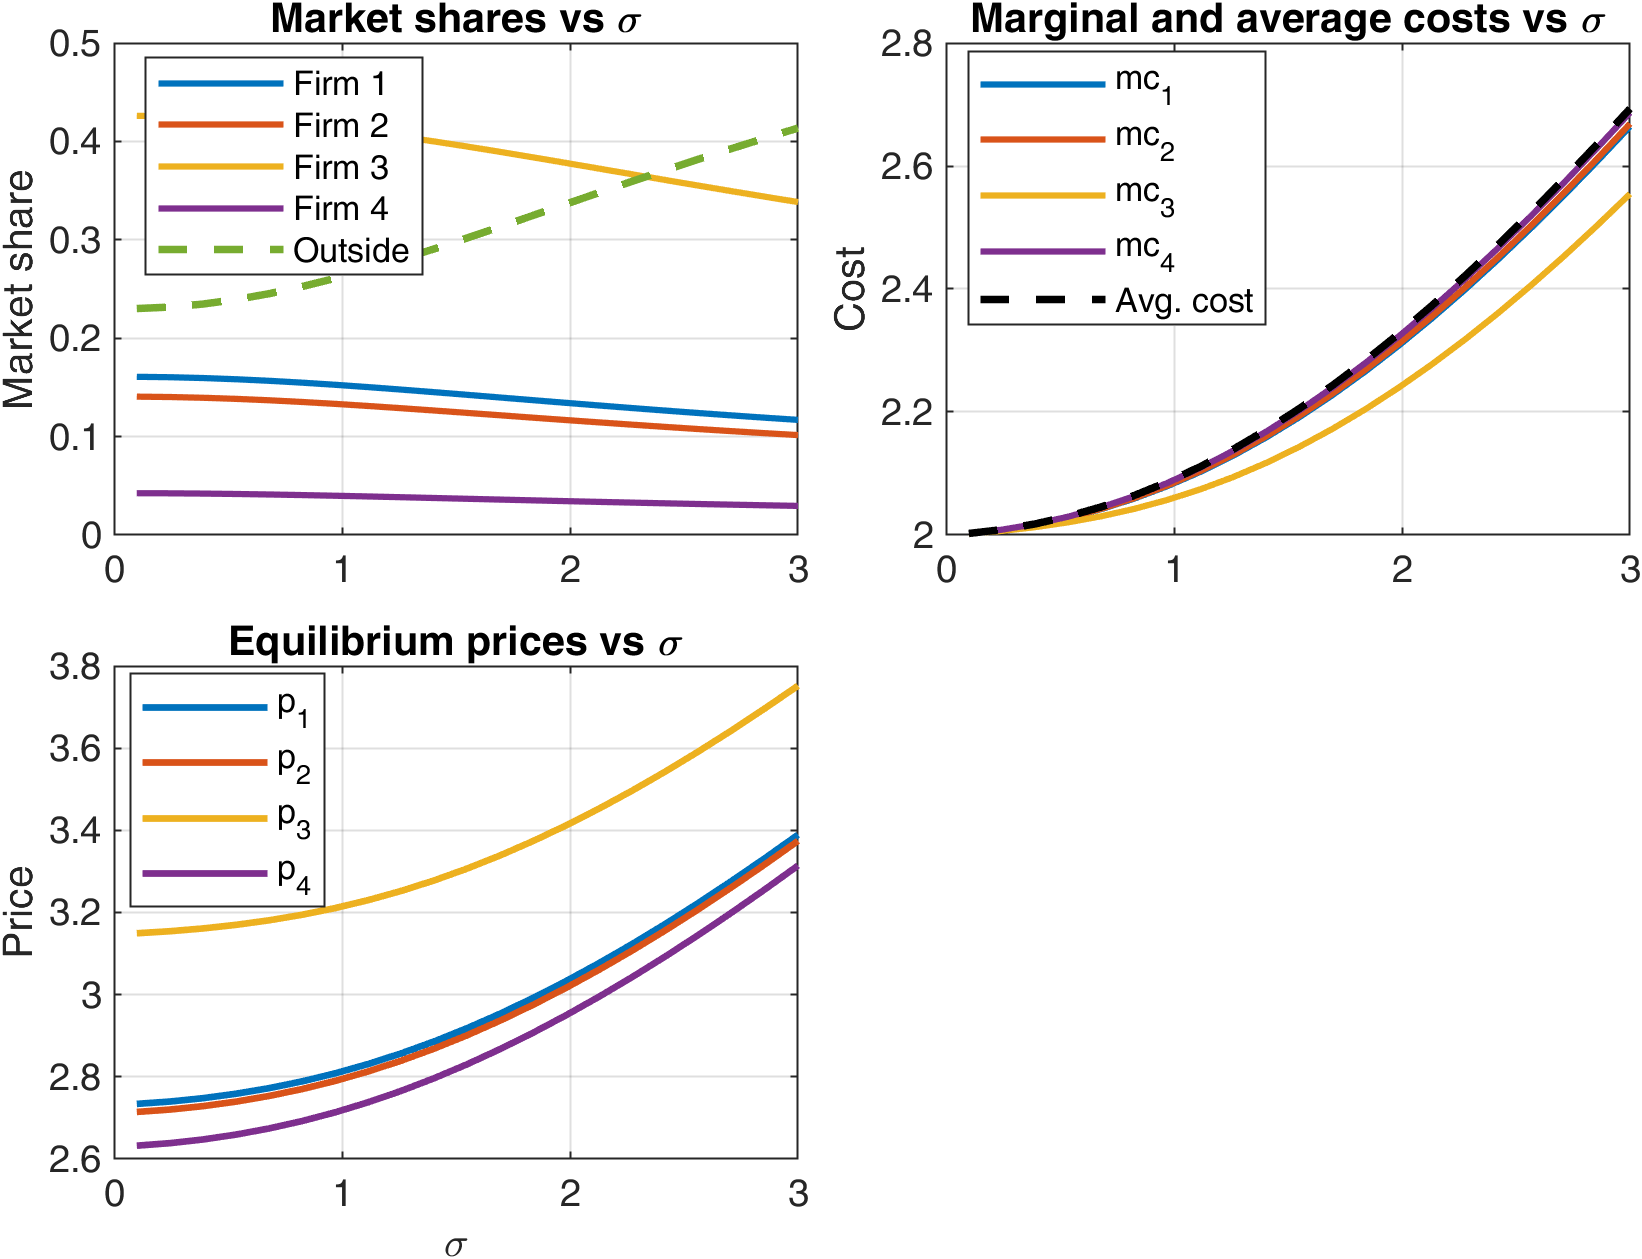 Market shares vs σ
Market share
0.5
0.4
0.3
0.2
0.1
0
0 1 2 3
Firm 1
Firm 2
Firm 3
Firm 4
Outside
Marginal and average costs vs σ
Cost
2.8
2.6
2.4
2.2
2
0 1 2 3
mc1
mc2
mc3
mc4
Avg. cost
Equilibrium prices vs σ
Price
3.8
3.6
3.4
3.2
3
2.8
2.6
0 1 2 3
σ
p1
p2
p3
p4